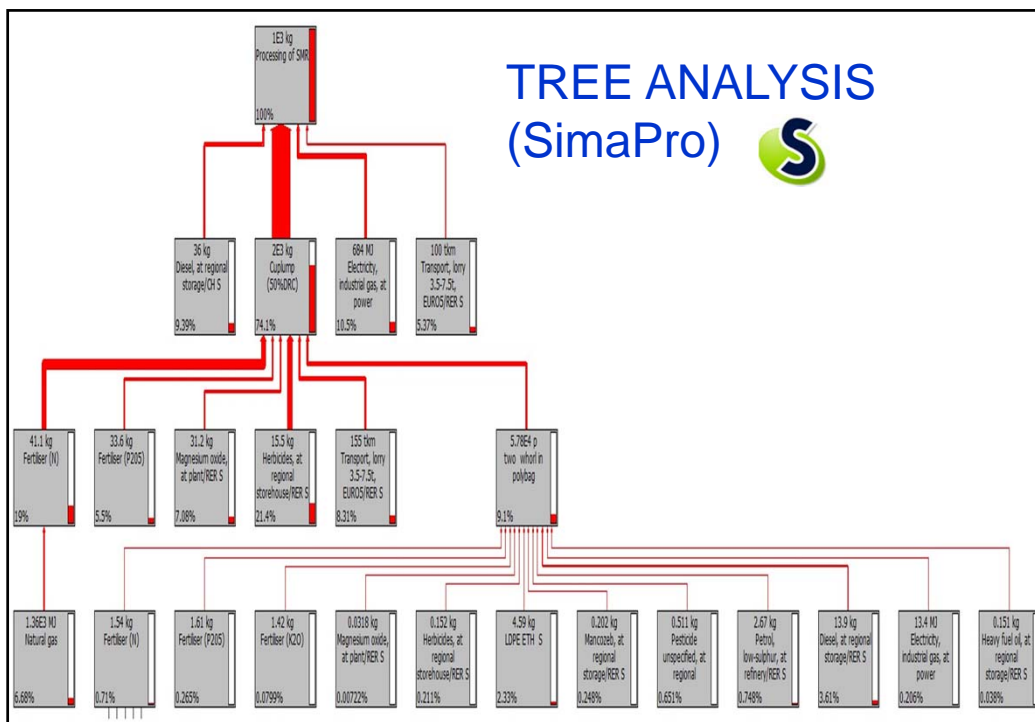 TREE ANALYSIS
(SimaPro)
S
1E3 kg
Processing of SMR
100%
36 kg
Diesel, at regional
storage/CH S
9.39%
2E3 kg
Cuplump
(50%DRC)
74.1%
684 MJ
Electricity,
industrial gas, at
power
10.5%
100 tkm
Transport, lorry
3.5-7.5t,
EURO5/RER S
5.37%
41.1 kg
Fertiliser (N)
19%
33.6 kg
Fertiliser (P205)
5.5%
31.2 kg
Magnesium oxide,
at plant/RER S
7.08%
15.5 kg
Herbicides, at
regional
storehouse/RER S
21.4%
155 tkm
Transport, lorry
3.5-7.5t,
EURO5/RER S
8.31%
5.78E4 p
two whorl in
polybag
9.1%
1.36E3 MJ
Natural gas
6.68%
1.54 kg
Fertiliser (N)
0.71%
1.61 kg
Fertiliser (P205)
0.265%
1.42 kg
Fertiliser (K2O)
0.0799%
0.0318 kg
Magnesium oxide,
at plant/RER S
0.00722%
0.152 kg
Herbicides, at
regional
storehouse/RER S
0.211%
4.59 kg
LDPE ETH S
2.33%
0.202 kg
Mancozeb, at
regional
storage/RER S
0.248%
0.511 kg
Pesticide
unspecified, at
regional
0.651%
2.67 kg
Petrol,
low-sulphur, at
refinery/RER S
0.748%
13.9 kg
Diesel, at regional
storage/RER S
3.61%
13.4 MJ
Electricity,
industrial gas, at
power
0.206%
0.151 kg
Heavy fuel oil, at
regional
storage/RER S
0.038%